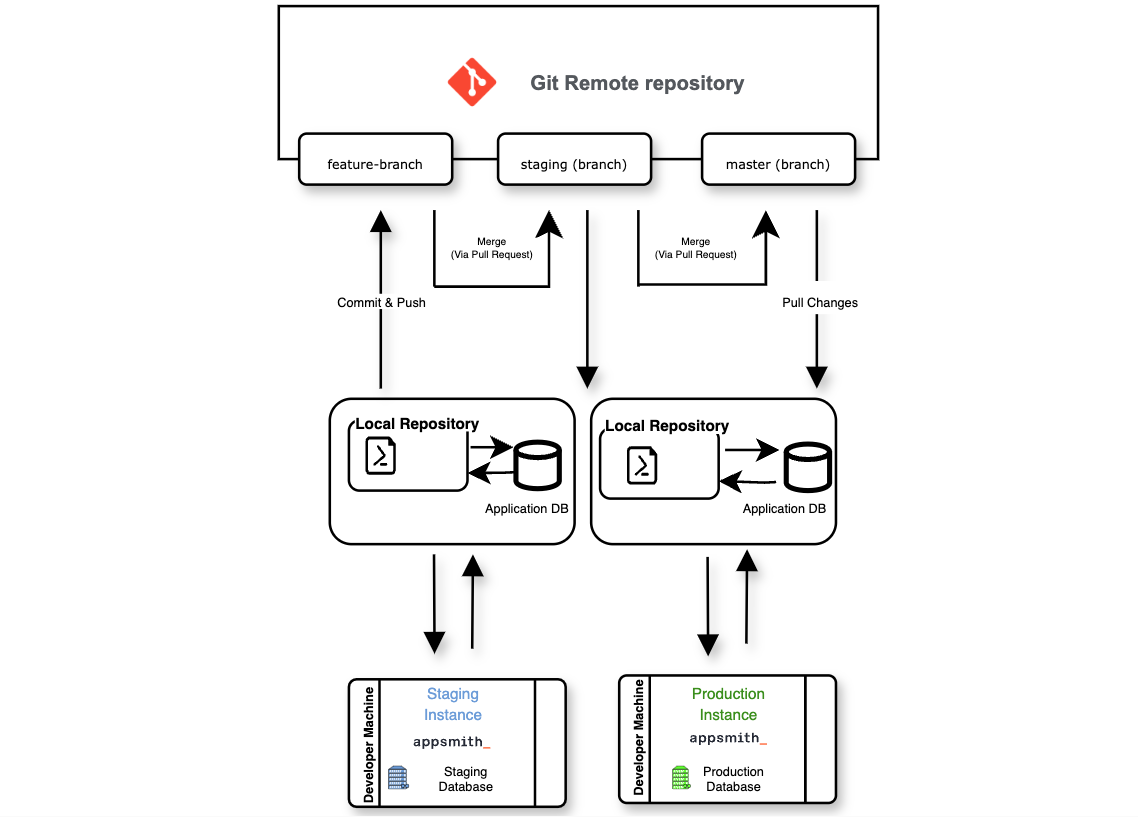 Git Remote repository
feature-branch
staging (branch)
master (branch)
Merge
(Via Pull Request)
Merge
(Via Pull Request)
Commit & Push
Pull Changes
Local Repository
Application DB
Local Repository
Application DB
Developer Machine
Staging
Instance
appsmith_
Staging
Database
Developer Machine
Production
Instance
appsmith_
Production
Database